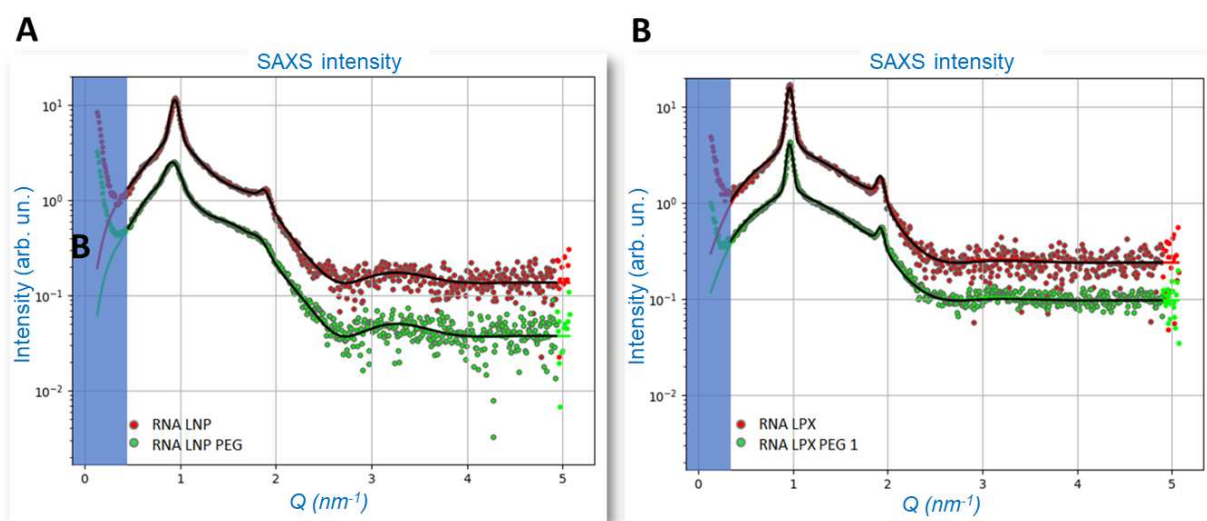 A
SAXS intensity
Intensity (arb. un.)
10¹
10⁰
10⁻¹
10⁻²
B
RNA LNP
RNA LNP PEG
0 1 2 3 4 5
Q (nm⁻¹)
B
SAXS intensity
Intensity (arb. un.)
10¹
10⁰
10⁻¹
10⁻²
RNA LPX
RNA LPX PEG 1
0 1 2 3 4 5
Q (nm⁻¹)